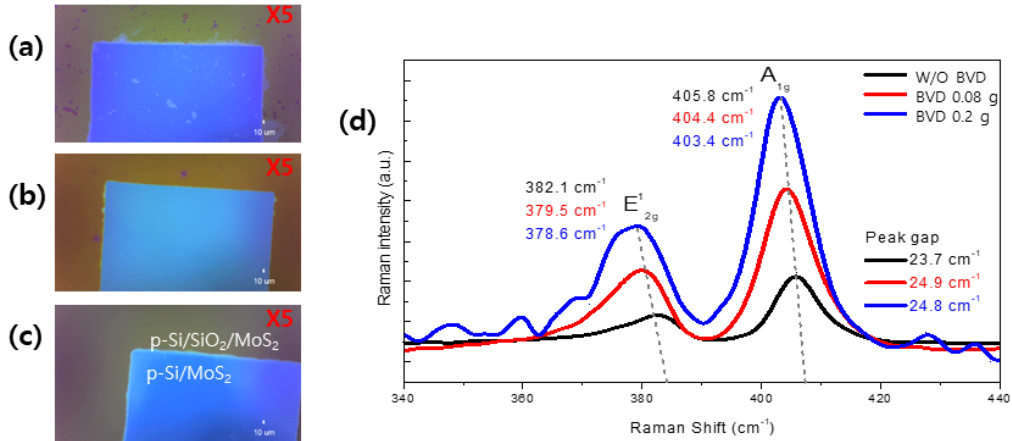 (a)
X5
10 um
(b)
X5
10 um
(c)
X5
p-Si/SiO₂/MoS₂
p-Si/MoS₂
10 um
(d)
Raman intensity (a.u.)
A₁g
405.8 cm⁻¹
404.4 cm⁻¹
403.4 cm⁻¹
W/O BVD
BVD 0.08 g
BVD 0.2 g
382.1 cm⁻¹
379.5 cm⁻¹
378.6 cm⁻¹
E¹₂g
Peak gap
23.7 cm⁻¹
24.9 cm⁻¹
24.8 cm⁻¹
340 360 380 400 420 440
Raman Shift (cm⁻¹)